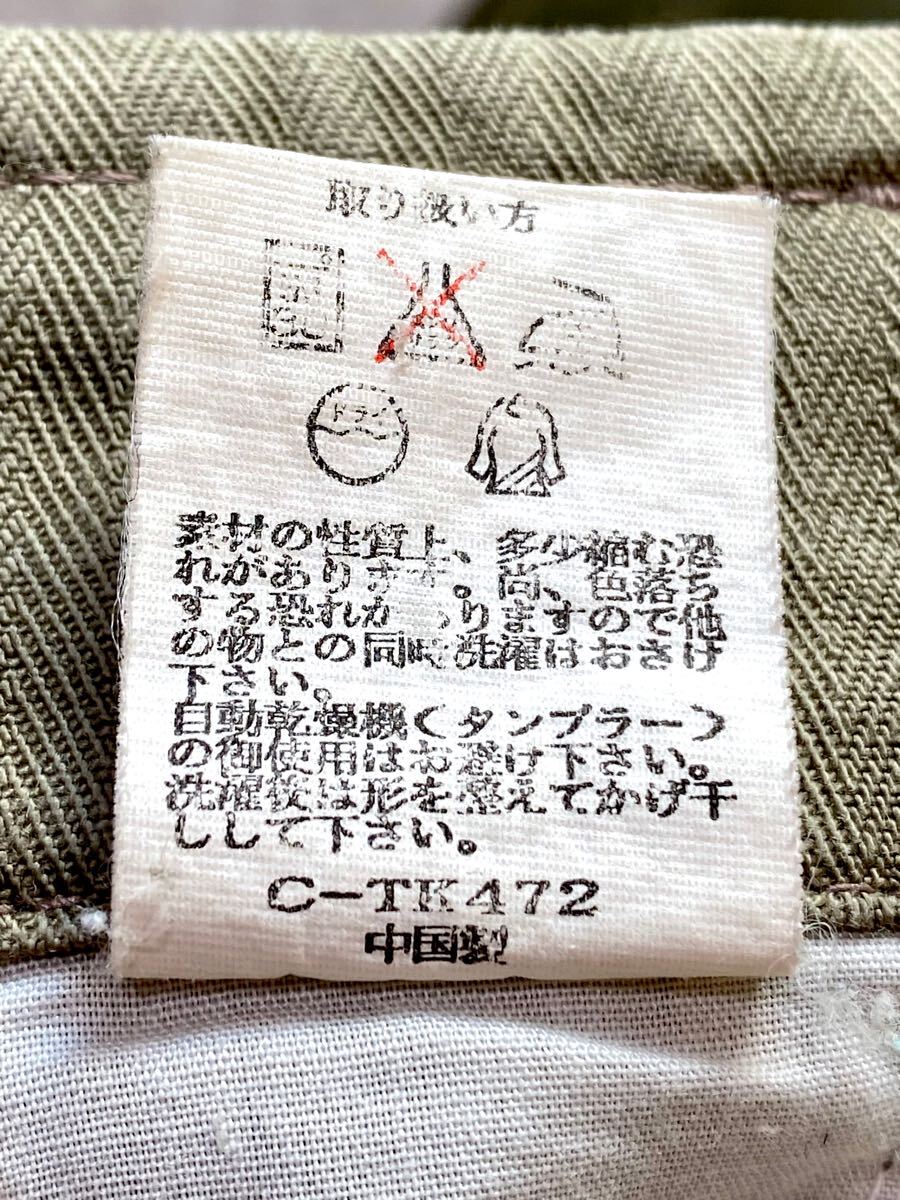 取り扱い方
ドライ
素材の性質上、多少縮む恐
れがあります。尚、色落ち
する恐れが  ります ので他
の物との同時洗濯はおさけ
下さい。
自動乾燥機(タンブラー)
の御使用はお避け下さい。
洗濯後は形を整えてかげ干
しして下さい。
C-TK472
中国製